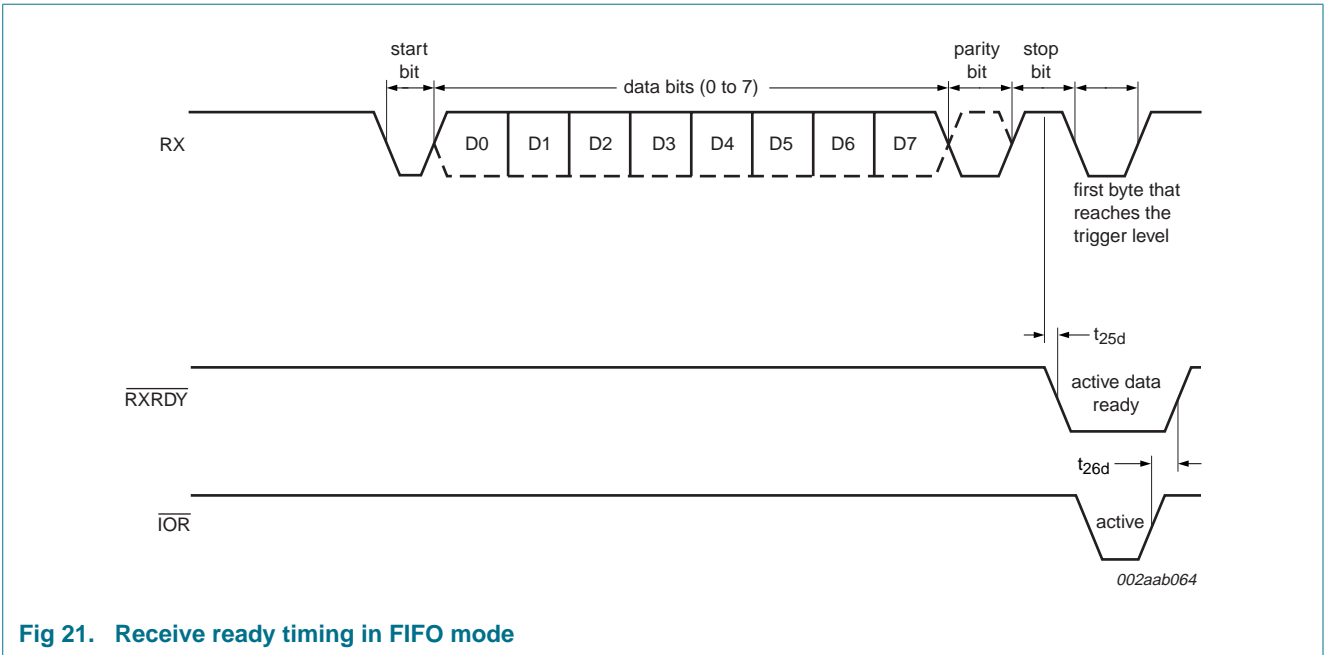 start
bit
data bits (0 to 7)
parity
bit
stop
bit
RX
D0
D1
D2
D3
D4
D5
D6
D7
first byte that
reaches the
trigger level
t25d
RXRDY
active data
ready
t26d
IOR
active
002aab064
Fig 21. Receive ready timing in FIFO mode